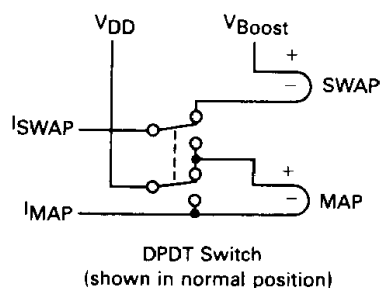 VDD VBoost
+
− SWAP
ISWAP
+
− MAP
IMAP
DPDT Switch
(shown in normal position)